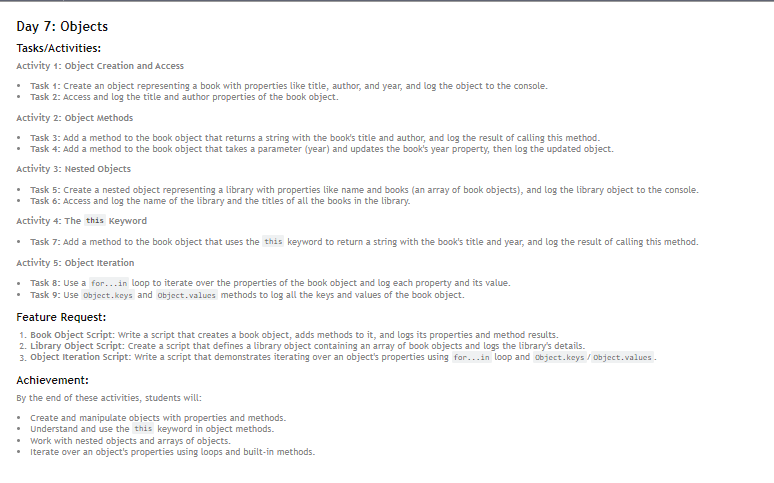 Day 7: Objects
Tasks/Activities:
Activity 1: Object Creation and Access
• Task 1: Create an object representing a book with properties like title, author, and year, and log the object to the console.
• Task 2: Access and log the title and author properties of the book object.
Activity 2: Object Methods
• Task 3: Add a method to the book object that returns a string with the book's title and author, and log the result of calling this method.
• Task 4: Add a method to the book object that takes a parameter (year) and updates the book's year property, then log the updated object.
Activity 3: Nested Objects
• Task 5: Create a nested object representing a library with properties like name and books (an array of book objects), and log the library object to the console.
• Task 6: Access and log the name of the library and the titles of all the books in the library.
Activity 4: The this Keyword
• Task 7: Add a method to the book object that uses the this keyword to return a string with the book's title and year, and log the result of calling this method.
Activity 5: Object Iteration
• Task 8: Use a for...in loop to iterate over the properties of the book object and log each property and its value.
• Task 9: Use Object.keys and Object.values methods to log all the keys and values of the book object.
Feature Request:
1. Book Object Script: Write a script that creates a book object, adds methods to it, and logs its properties and method results.
2. Library Object Script: Create a script that defines a library object containing an array of book objects and logs the library's details.
3. Object Iteration Script: Write a script that demonstrates iterating over an object's properties using for...in loop and Object.keys/Object.values.
Achievement:
By the end of these activities, students will:
• Create and manipulate objects with properties and methods.
• Understand and use the this keyword in object methods.
• Work with nested objects and arrays of objects.
• Iterate over an object's properties using loops and built-in methods.